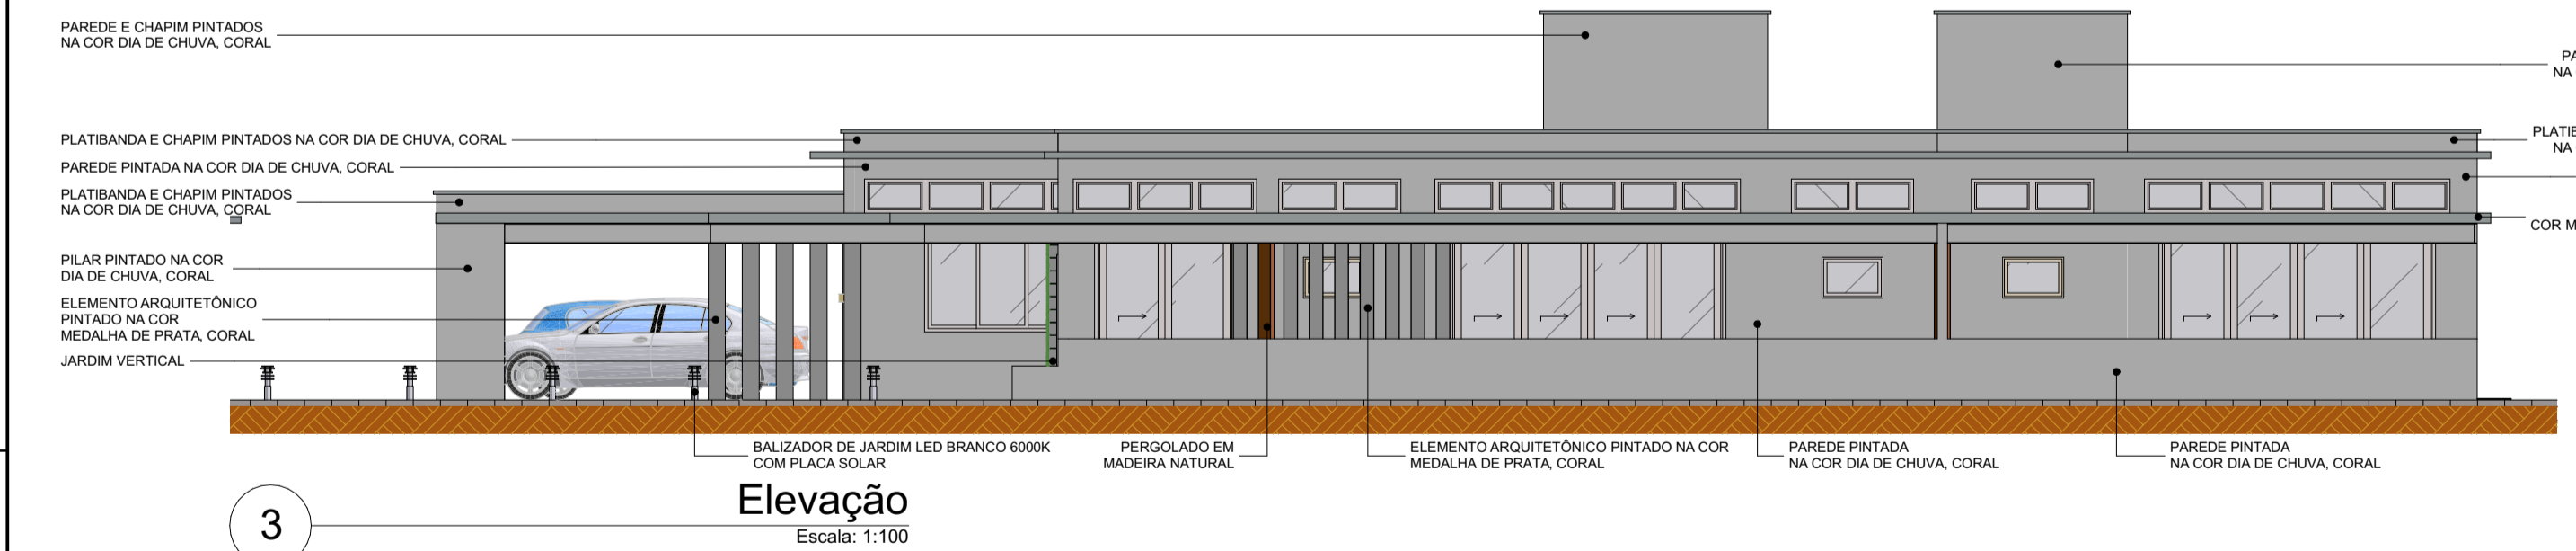 PAREDE E CHAPIM PINTADOS
NA COR DIA DE CHUVA, CORAL
PLATIBANDA E CHAPIM PINTADOS NA COR DIA DE CHUVA, CORAL
PAREDE PINTADA NA COR DIA DE CHUVA, CORAL
PLATIBANDA E CHAPIM PINTADOS
NA COR DIA DE CHUVA, CORAL
PILAR PINTADO NA COR
DIA DE CHUVA, CORAL
ELEMENTO ARQUITETÔNICO
PINTADO NA COR
MEDALHA DE PRATA, CORAL
JARDIM VERTICAL
NA
NA
COR M
BALIZADOR DE JARDIM LED BRANCO 6000K
COM PLACA SOLAR
PERGOLADO EM
MADEIRA NATURAL
ELEMENTO ARQUITETÔNICO PINTADO NA COR
MEDALHA DE PRATA, CORAL
PAREDE PINTADA
NA COR DIA DE CHUVA, CORAL
PAREDE PINTADA
NA COR DIA DE CHUVA, CORAL
3
Elevação
Escala: 1:100